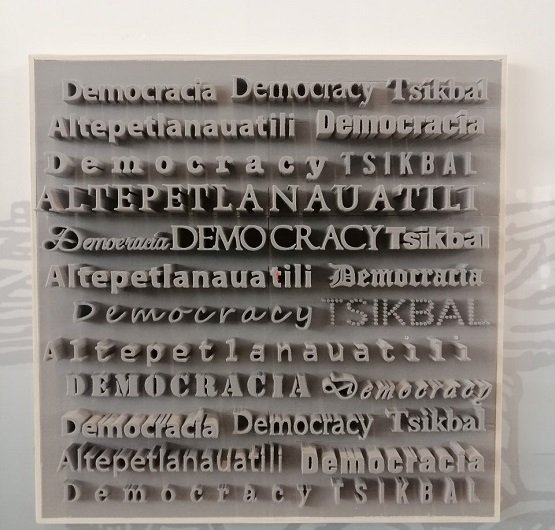 Democracia Democracy Tsikbal
Altepetlanauatili Democracia
Democracy TSIKBAL
ALTEPETLANAUATILI
Democracia DEMOCRACY Tsikbal
Altepetlanauatili Democracia
Democracy TSIKBAL
Altepetlanauatili
DEMOCRACIA Democracy
Democracia Democracy Tsikbal
Altepetlanauatili Democracia
Democracy TSIKBAL